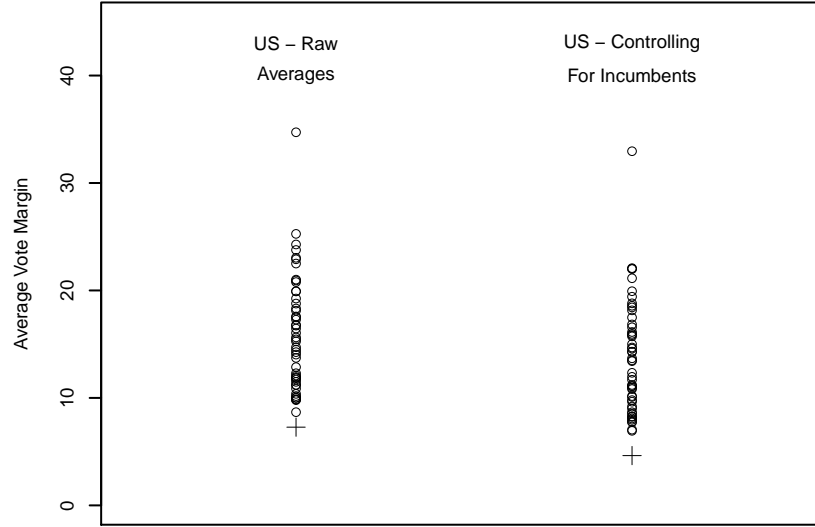 US − Raw
Averages
US − Controlling
For Incumbents
Average Vote Margin
40
30
20
10
0